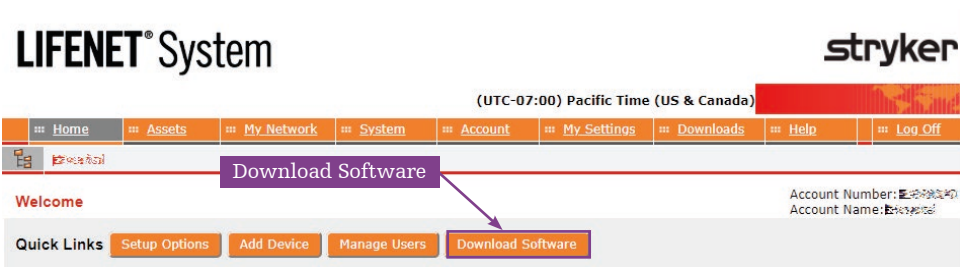 LIFENET® System
stryker
(UTC-07:00) Pacific Time (US & Canada)
Home Assets My Network System Account My Settings Downloads Help Log Off
Download Software
Welcome
Account Number:
Account Name:
Quick Links Setup Options Add Device Manage Users Download Software